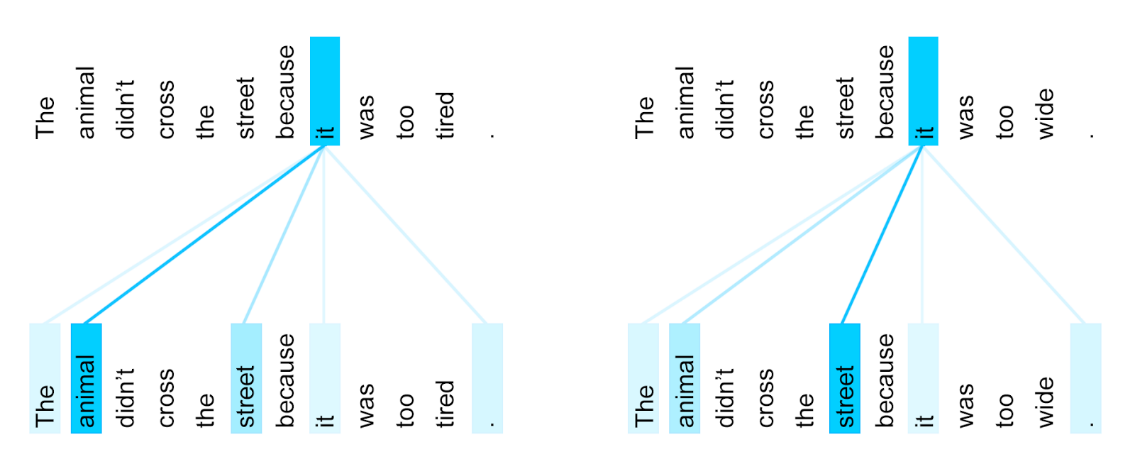 The animal didn't cross the street because it was too tired .
The animal didn't cross the street because it was too wide .
The animal didn't cross the street because it was too tired .
The animal didn't cross the street because it was too wide .